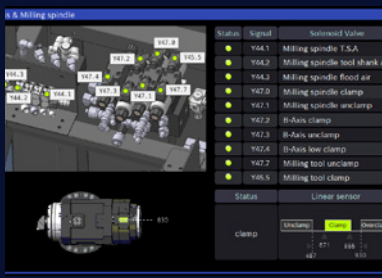 s & Milling spindle
Y47.0
Y47.2
Y45.5
Y44.3
Y47.4
Y44.2
Y44.1
Y47.3
Y47.1
Y47.7
835
Status Signal Solenoid Valve
Y44.1 Milling spindle T.S.A
Y44.2 Milling spindle tool shank
Y44.3 Milling spindle flood air
Y47.0 Milling spindle clamp
Y47.1 Milling spindle unclamp
Y47.2 B-Axis clamp
Y47.3 B-Axis unclamp
Y47.4 B-Axis low clamp
Y47.7 Milling tool unclamp
Y45.5 Milling tool clamp
Status Linear sensor
clamp
Unclamp Clamp Overcla
671